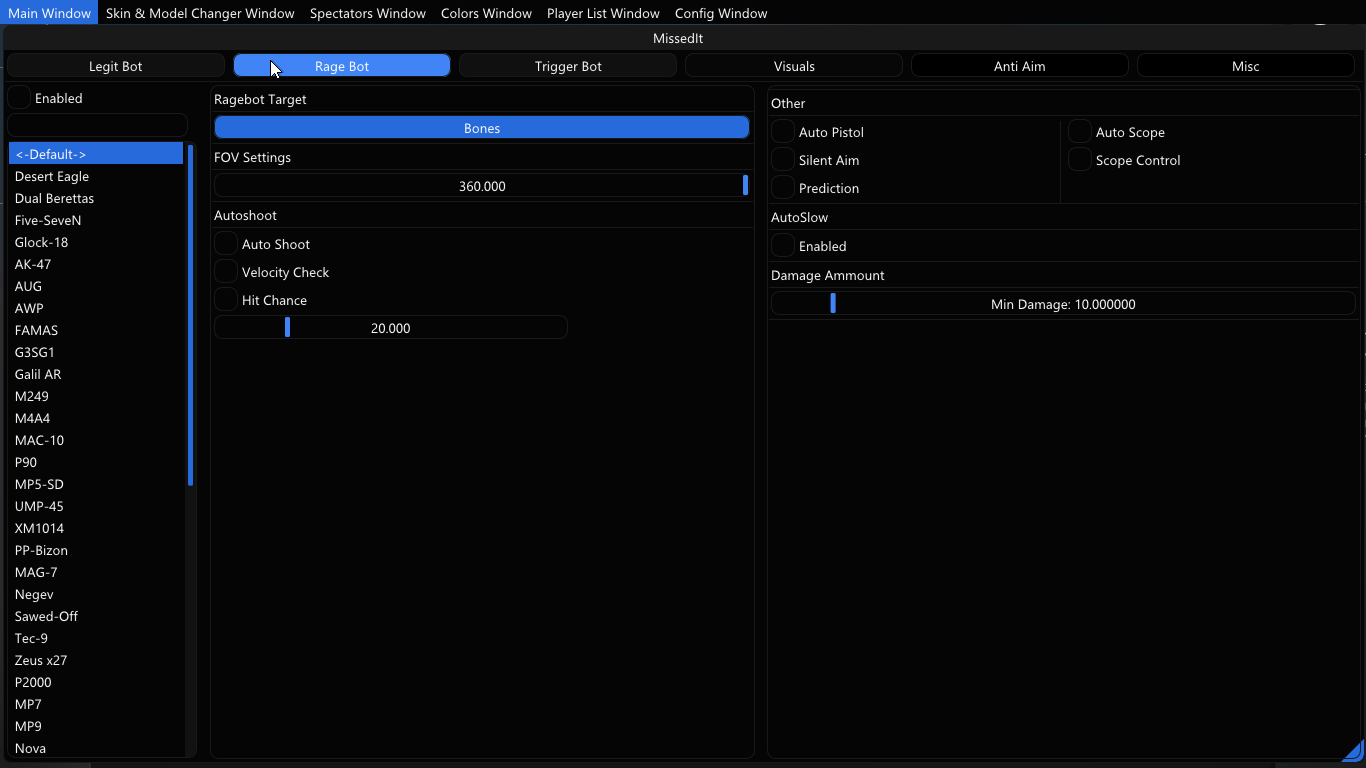 Main Window Skin & Model Changer Window Spectators Window Colors Window Player List Window Config Window
MissedIt
Legit Bot Rage Bot Trigger Bot Visuals Anti Aim Misc
Enabled
<-Default->
Desert Eagle
Dual Berettas
Five-SeveN
Glock-18
AK-47
AUG
AWP
FAMAS
G3SG1
Galil AR
M249
M4A4
MAC-10
P90
MP5-SD
UMP-45
XM1014
PP-Bizon
MAG-7
Negev
Sawed-Off
Tec-9
Zeus x27
P2000
MP7
MP9
Nova
Ragebot Target
Bones
FOV Settings
360.000
Autoshoot
Auto Shoot
Velocity Check
Hit Chance
20.000
Other
Auto Pistol
Silent Aim
Prediction
Auto Scope
Scope Control
AutoSlow
Enabled
Damage Ammount
Min Damage: 10.000000